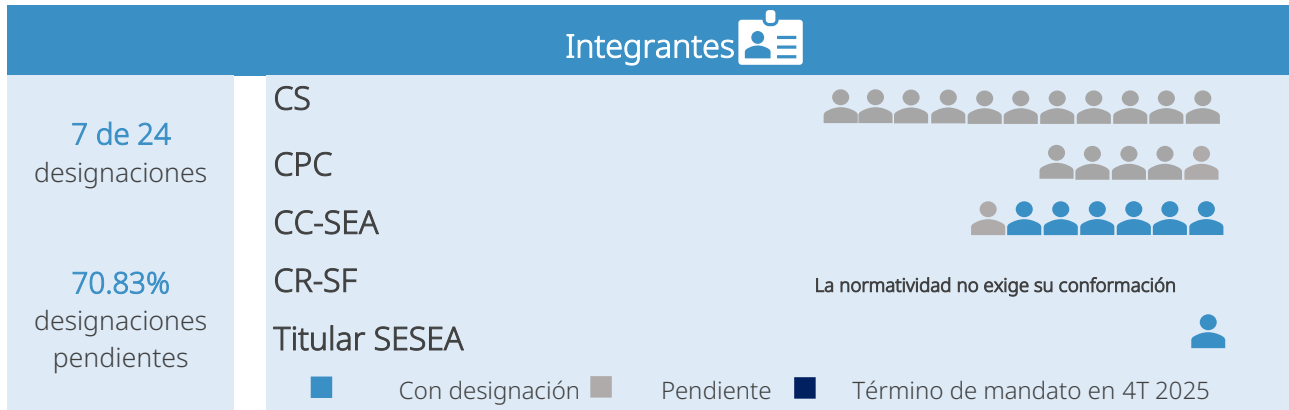 Integrantes
7 de 24
designaciones
70.83%
designaciones
pendientes
CS
CPC
CC-SEA
CR-SF
La normatividad no exige su conformación
Titular SESEA
Con designación
Pendiente
Término de mandato en 4T 2025